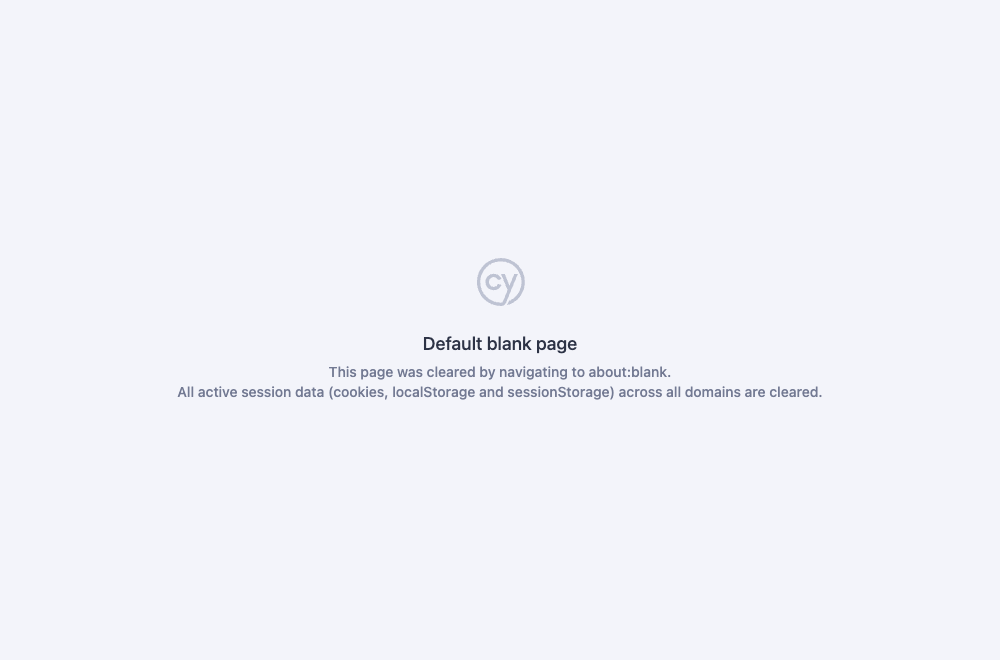 cy
Default blank page
This page was cleared by navigating to about:blank.
All active session data (cookies, localStorage and sessionStorage) across all domains are cleared.